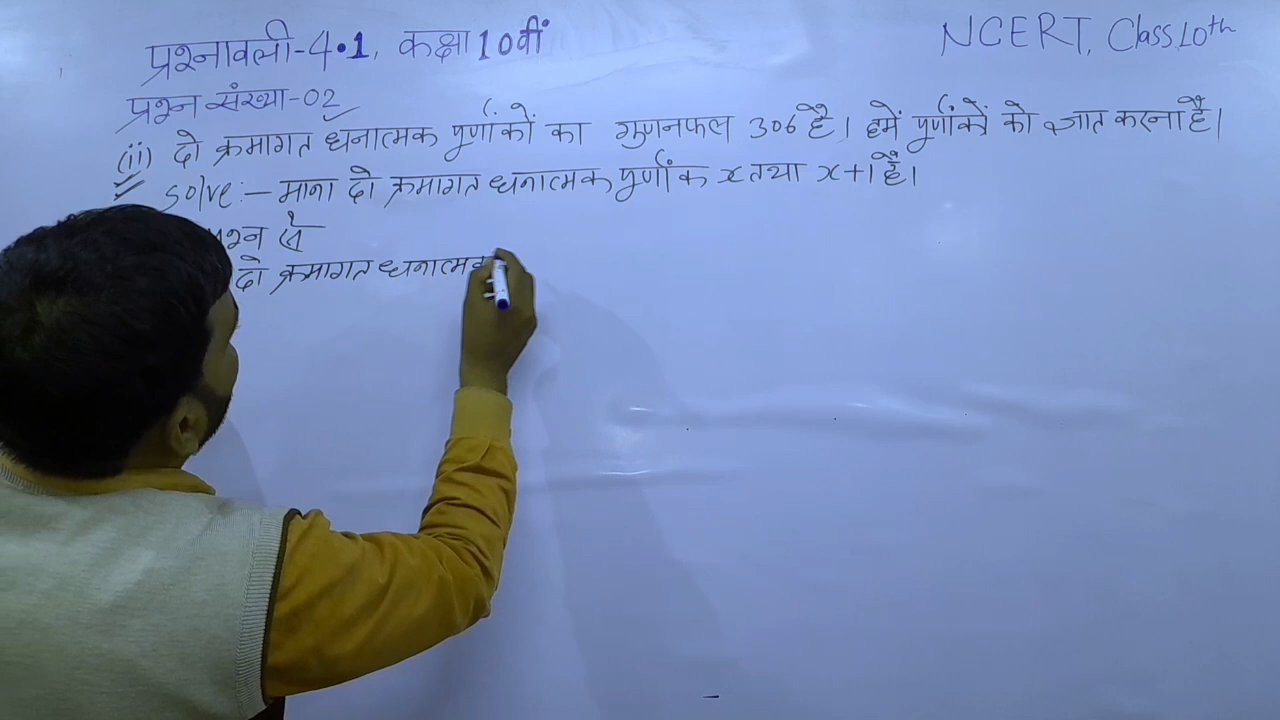 प्रश्नावली-4.1, कक्षा 10वीं
NCERT, Class 10th
प्रश्न संख्या-02
(ii) दो क्रमागत धनात्मक पूर्णांकों का गुणनफल 306 है। हमें पूर्णांकों को ज्ञात करना है।
Solve:- माना दो क्रमागत धनात्मक पूर्णांक x तथा x+1 हैं।
प्रश्न से
दो क्रमागत धनात्मक